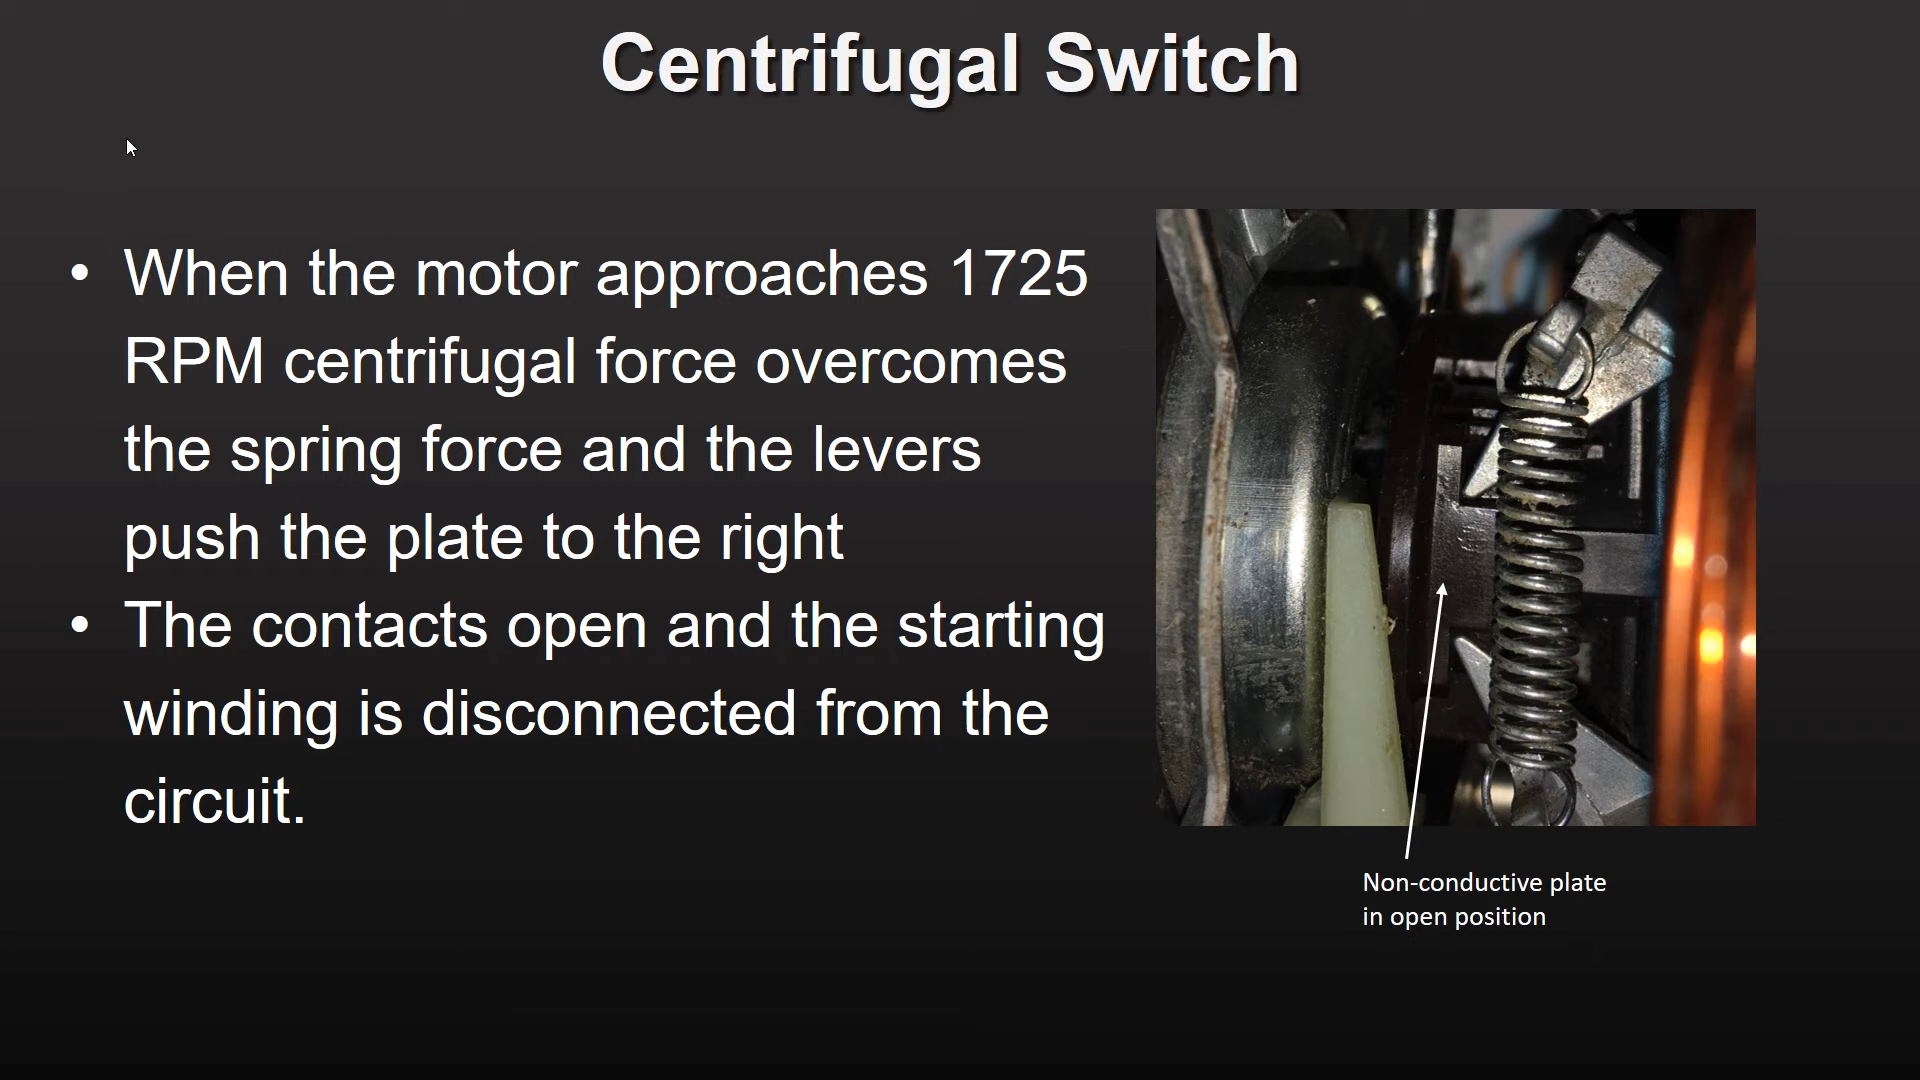 Centrifugal Switch
• When the motor approaches 1725
RPM centrifugal force overcomes
the spring force and the levers
push the plate to the right
• The contacts open and the starting
winding is disconnected from the
circuit.
Non-conductive plate
in open position